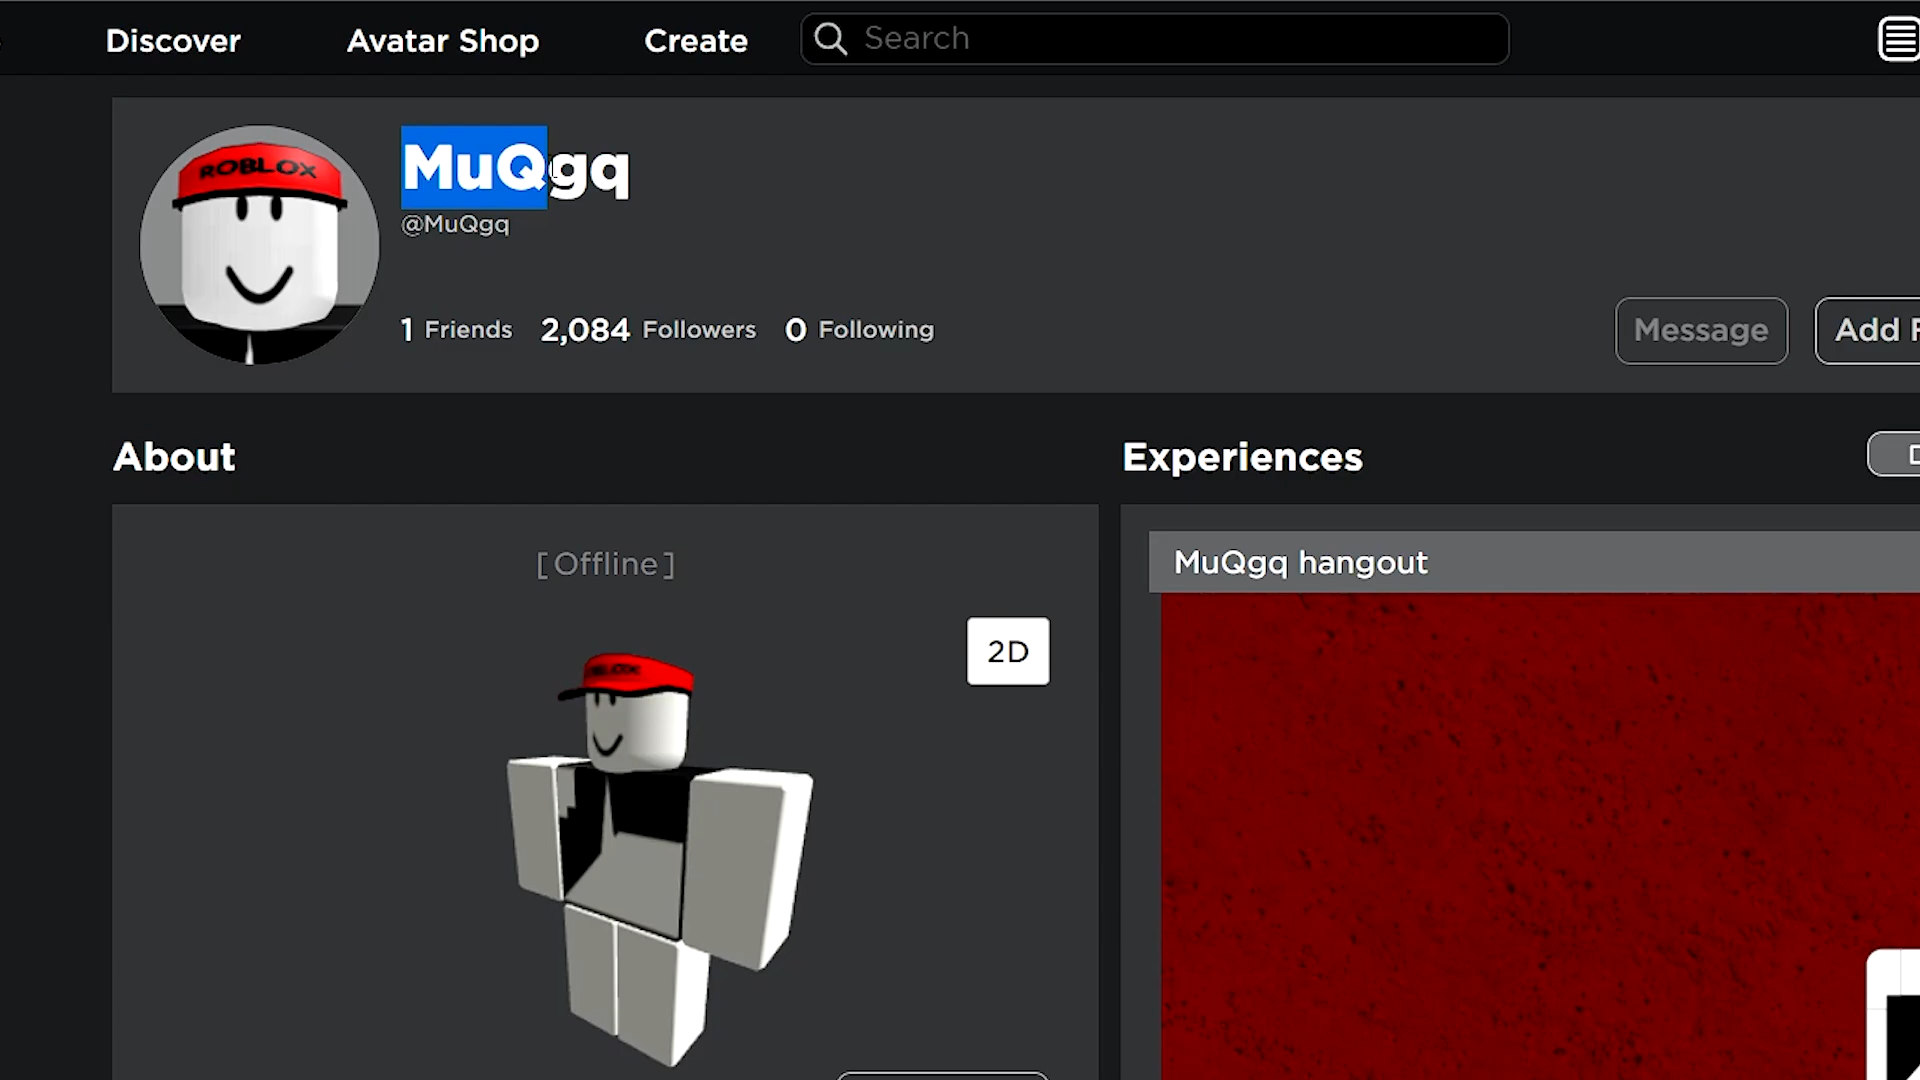 Discover Avatar Shop Create Search
ROBLOX
MuQgq
@MuQgq
1 Friends 2,084 Followers 0 Following
Message Add
About
Experiences
[Offline]
MuQgq hangout
2D